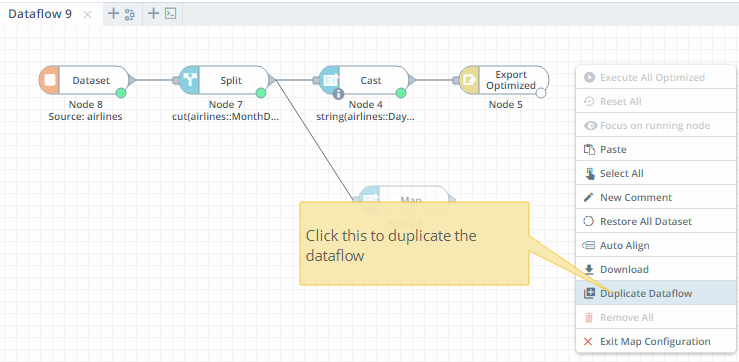 Dataflow 9
Dataset
Split
Cast
Export
Optimized
Node 8
Source: airlines
Node 7
cut(airlines::MonthD...
Node 4
string(airlines::Day...
Node 5
Map
Click this to duplicate the
dataflow
Execute All Optimized
Reset All
Focus on running node
Paste
Select All
New Comment
Restore All Dataset
Auto Align
Download
Duplicate Dataflow
Remove All
Exit Map Configuration